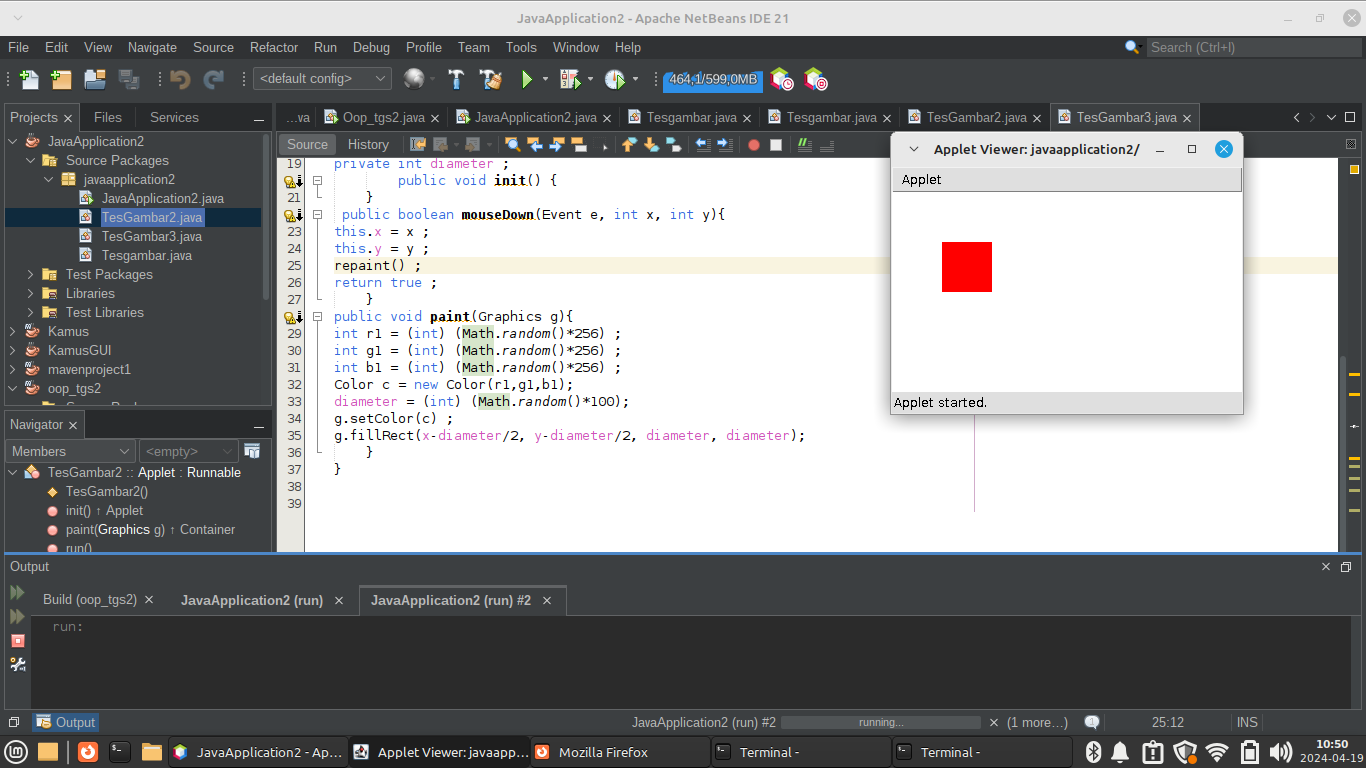 JavaApplication2 - Apache NetBeans IDE 21
File Edit View Navigate Source Refactor Run Debug Profile Team Tools Window Help
Search (Ctrl+I)
<default config>
464,1/599,0MB
Projects
Files
Services
...va
Oop_tgs2.java
JavaApplication2.java
Tesgambar.java
Tesgambar.java
TesGambar2.java
TesGambar3.java
JavaApplication2
Source Packages
javaapplication2
JavaApplication2.java
TesGambar2.java
TesGambar3.java
Tesgambar.java
Test Packages
Libraries
Test Libraries
Kamus
KamusGUI
mavenproject1
oop_tgs2
Navigator
Members
<empty>
TesGambar2 :: Applet : Runnable
TesGambar2()
init() ↑ Applet
paint(Graphics g) ↑ Container
run()
Source
History
19 private int diameter ;
public void init() {
21 }
public boolean mouseDown(Event e, int x, int y){
23 this.x = x ;
24 this.y = y ;
25 repaint() ;
26 return true ;
27 }
public void paint(Graphics g){
29 int r1 = (int) (Math.random()*256) ;
30 int g1 = (int) (Math.random()*256) ;
31 int b1 = (int) (Math.random()*256) ;
32 Color c = new Color(r1,g1,b1);
33 diameter = (int) (Math.random()*100);
34 g.setColor(c) ;
35 g.fillRect(x-diameter/2, y-diameter/2, diameter, diameter);
36 }
37 }
38
39
Applet Viewer: javaapplication2/
Applet
Applet started.
Output
Build (oop_tgs2)
JavaApplication2 (run)
JavaApplication2 (run) #2
run:
Output
JavaApplication2 (run) #2
running...
(1 more...)
25:12
INS
JavaApplication2 - Ap...
Applet Viewer: javaapp...
Mozilla Firefox
Terminal -
Terminal -
10:50
2024-04-19